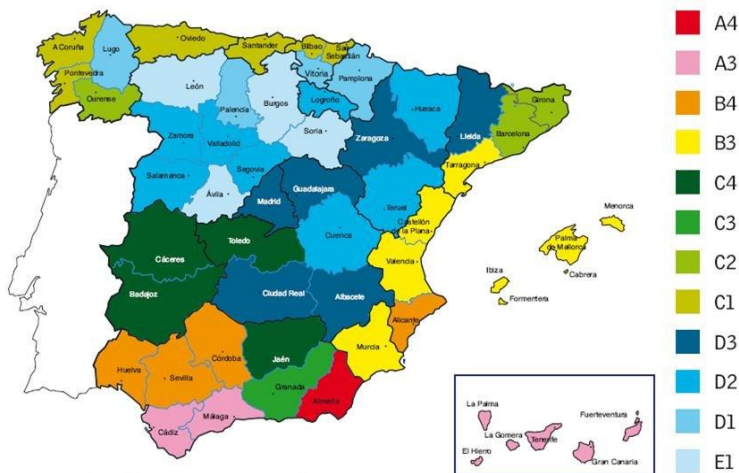 A Coruña
Lugo
Oviedo
Santander
Bilbao
San
Sebastián
Pontevedra
Ourense
León
Palencia
Burgos
Vitoria
Pamplona
Logroño
Huesca
Lleida
Girona
Barcelona
Zamora
Valladolid
Soria
Zaragoza
Tarragona
Salamanca
Segovia
Ávila
Madrid
Guadalajara
Teruel
Castellón
de la Plana
Menorca
Palma
de Mallorca
Cabrera
Ibiza
Formentera
Cáceres
Toledo
Cuenca
Valencia
Badajoz
Ciudad Real
Albacete
Alicante
Murcia
Huelva
Sevilla
Córdoba
Jaén
Granada
Almería
Cádiz
Málaga
La Palma
La Gomera
El Hierro
Tenerife
Gran Canaria
Fuerteventura
A4
A3
B4
B3
C4
C3
C2
C1
D3
D2
D1
E1